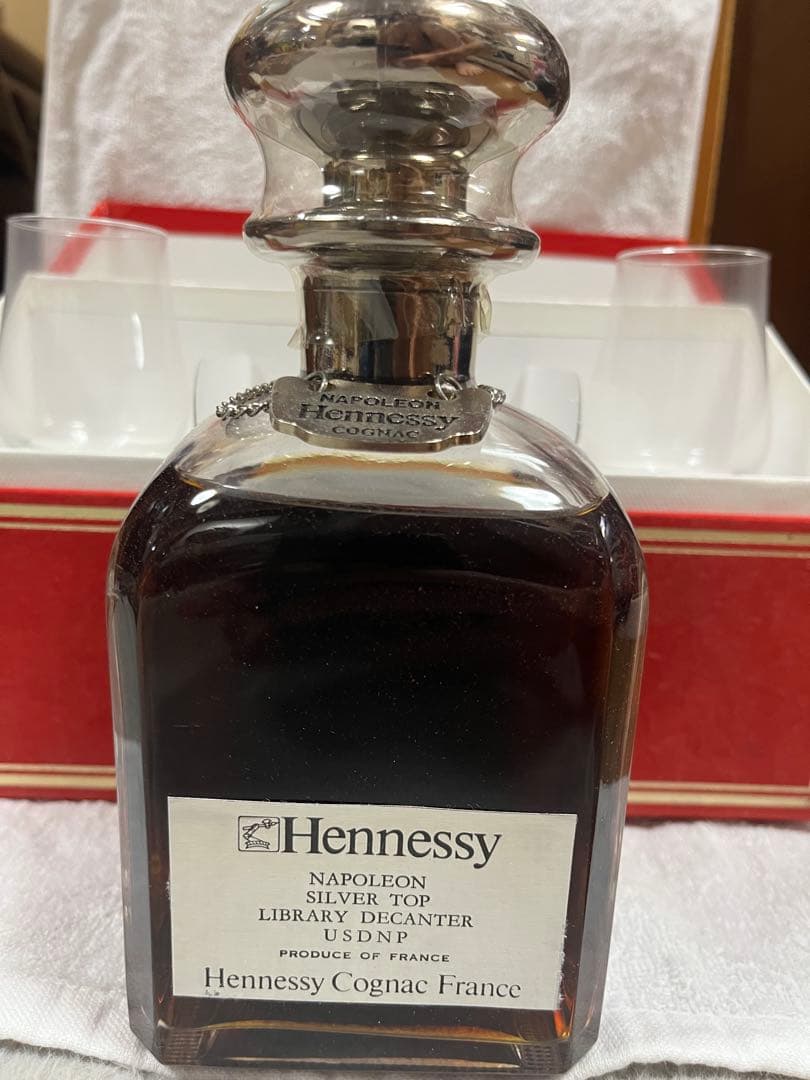 NAPOLEON
Hennessy
COGNAC
Hennessy
NAPOLEON
SILVER TOP
LIBRARY DECANTER
USDNP
PRODUCE OF FRANCE
Hennessy Cognac France